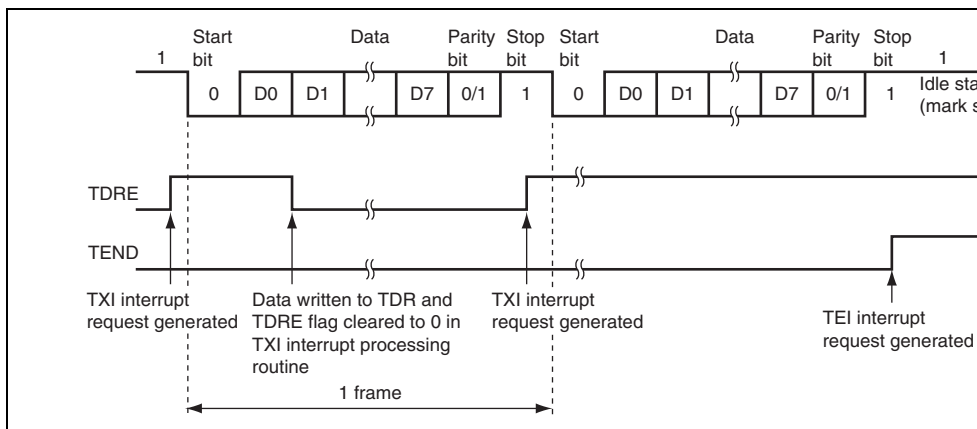 Start bit Data Parity bit Stop bit Start bit Data Parity bit Stop bit
1 1
0 D0 D1 D7 0/1 1 0 D0 D1 D7 0/1 1 Idle
(mark
TDRE
TEND
TXI interrupt
request generated
Data written to TDR and
TDRE flag cleared to 0 in
TXI interrupt processing
routine
TXI interrupt
request generated
TEI interrupt
request generated
1 frame